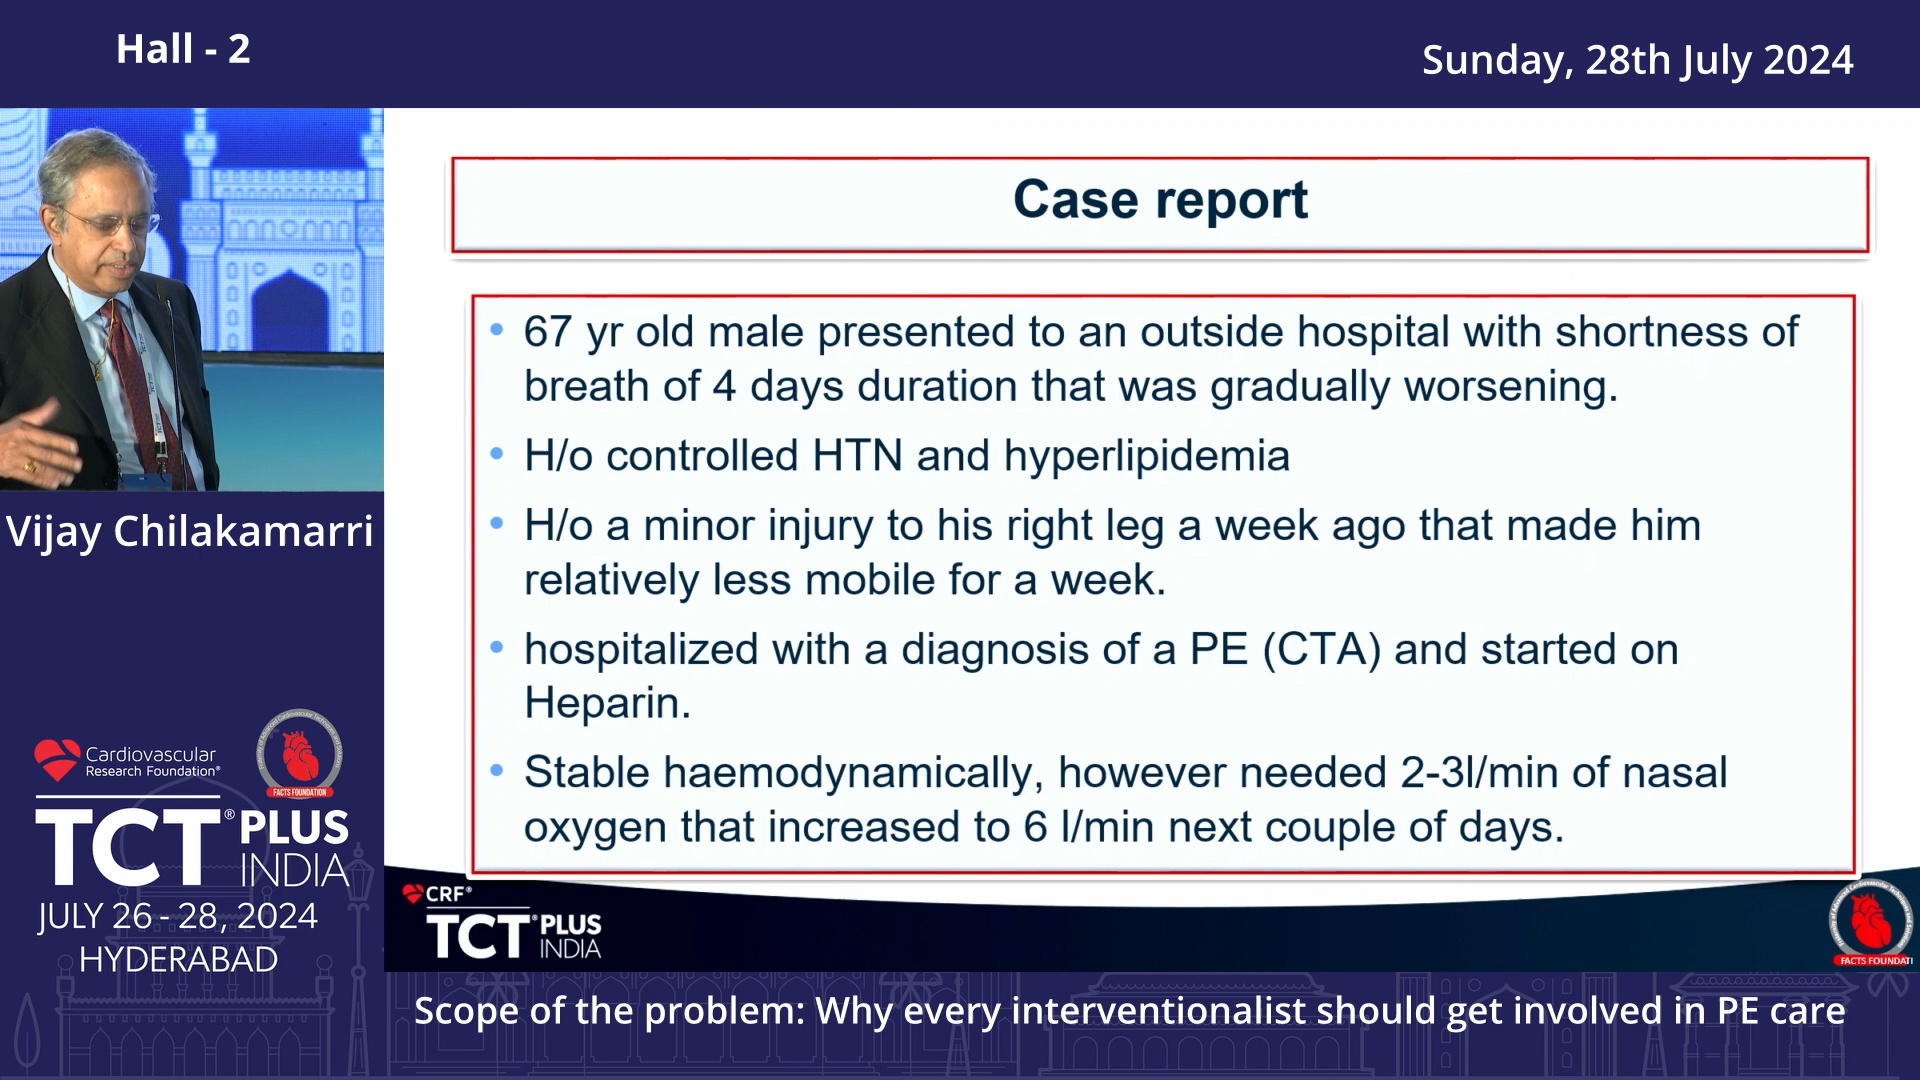 Hall - 2
Sunday, 28th July 2024
Case report
• 67 yr old male presented to an outside hospital with shortness of
breath of 4 days duration that was gradually worsening.
• H/o controlled HTN and hyperlipidemia
• H/o a minor injury to his right leg a week ago that made him
relatively less mobile for a week.
• hospitalized with a diagnosis of a PE (CTA) and started on
Heparin.
• Stable haemodynamically, however needed 2-3l/min of nasal
oxygen that increased to 6 l/min next couple of days.
Vijay Chilakamarri
Cardiovascular
Research Foundation®
FACTS FOUNDATION
TCT® PLUS
INDIA
JULY 26 - 28, 2024
HYDERABAD
CRF®
TCT® PLUS
INDIA
FACTS FOUNDATI
Scope of the problem: Why every interventionalist should get involved in PE care